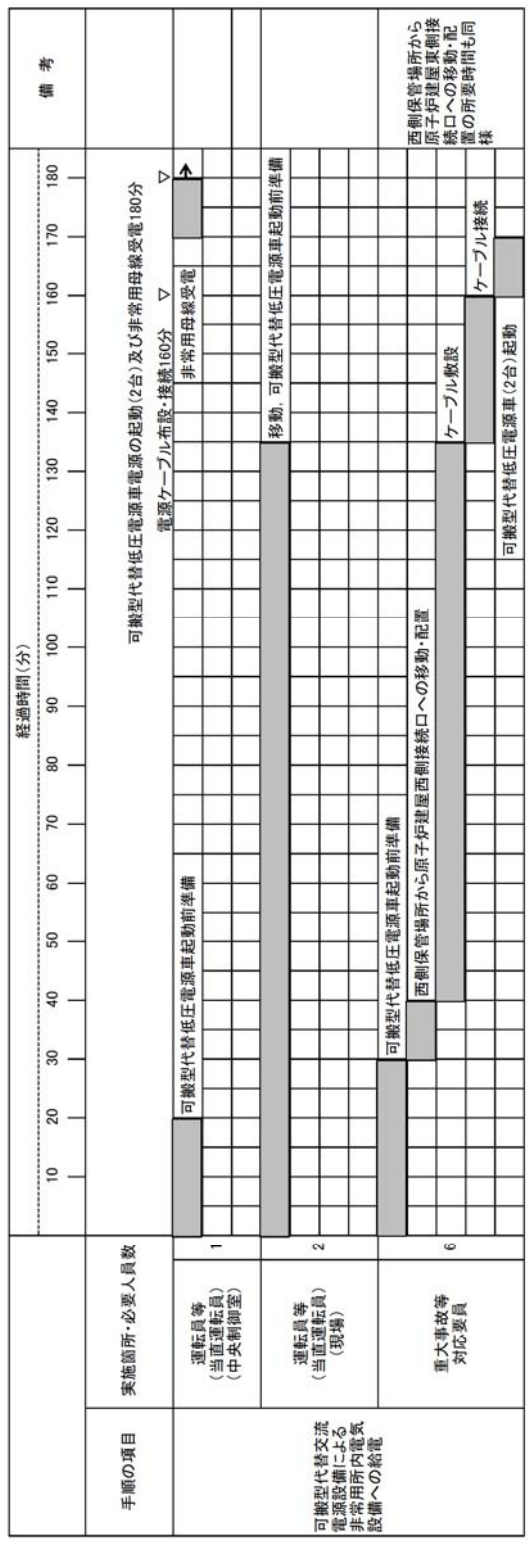 経過時間(分)
備 考
手順の項目
実施箇所・必要人員数
10
20
30
40
50
60
70
80
90
100
110
120
130
140
150
160
170
180
可搬型代替低圧電源車電源の起動(2台)及び非常用母線受電180分
▽
電源ケーブル布設・接続160分 ▽
可搬型代替交流
電源設備による
非常用所内電気
設備への給電
運転員等
(当直運転員)
(中央制御室)
1
可搬型代替低圧電源車起動前準備
非常用母線受電
運転員等
(当直運転員)
(現場)
2
移動，可搬型代替低圧電源車起動前準備
重大事故等
対応要員
6
可搬型代替低圧電源車起動前準備
西側保管場所から原子炉建屋西側接続口への移動・配置
ケーブル敷設
ケーブル接続
可搬型代替低圧電源車(2台)起動
西側保管場所から
原子炉建屋東側接
続口への移動・配
置の所要時間も同
様